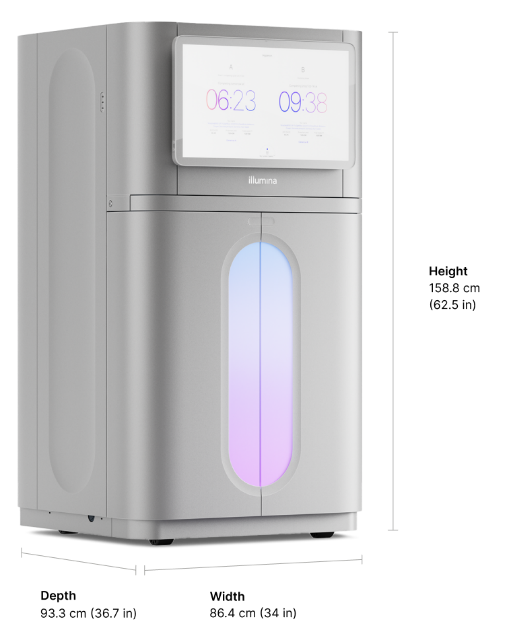 06:23
09:38
illumina
Height
158.8 cm
(62.5 in)
Depth
93.3 cm (36.7 in)
Width
86.4 cm (34 in)